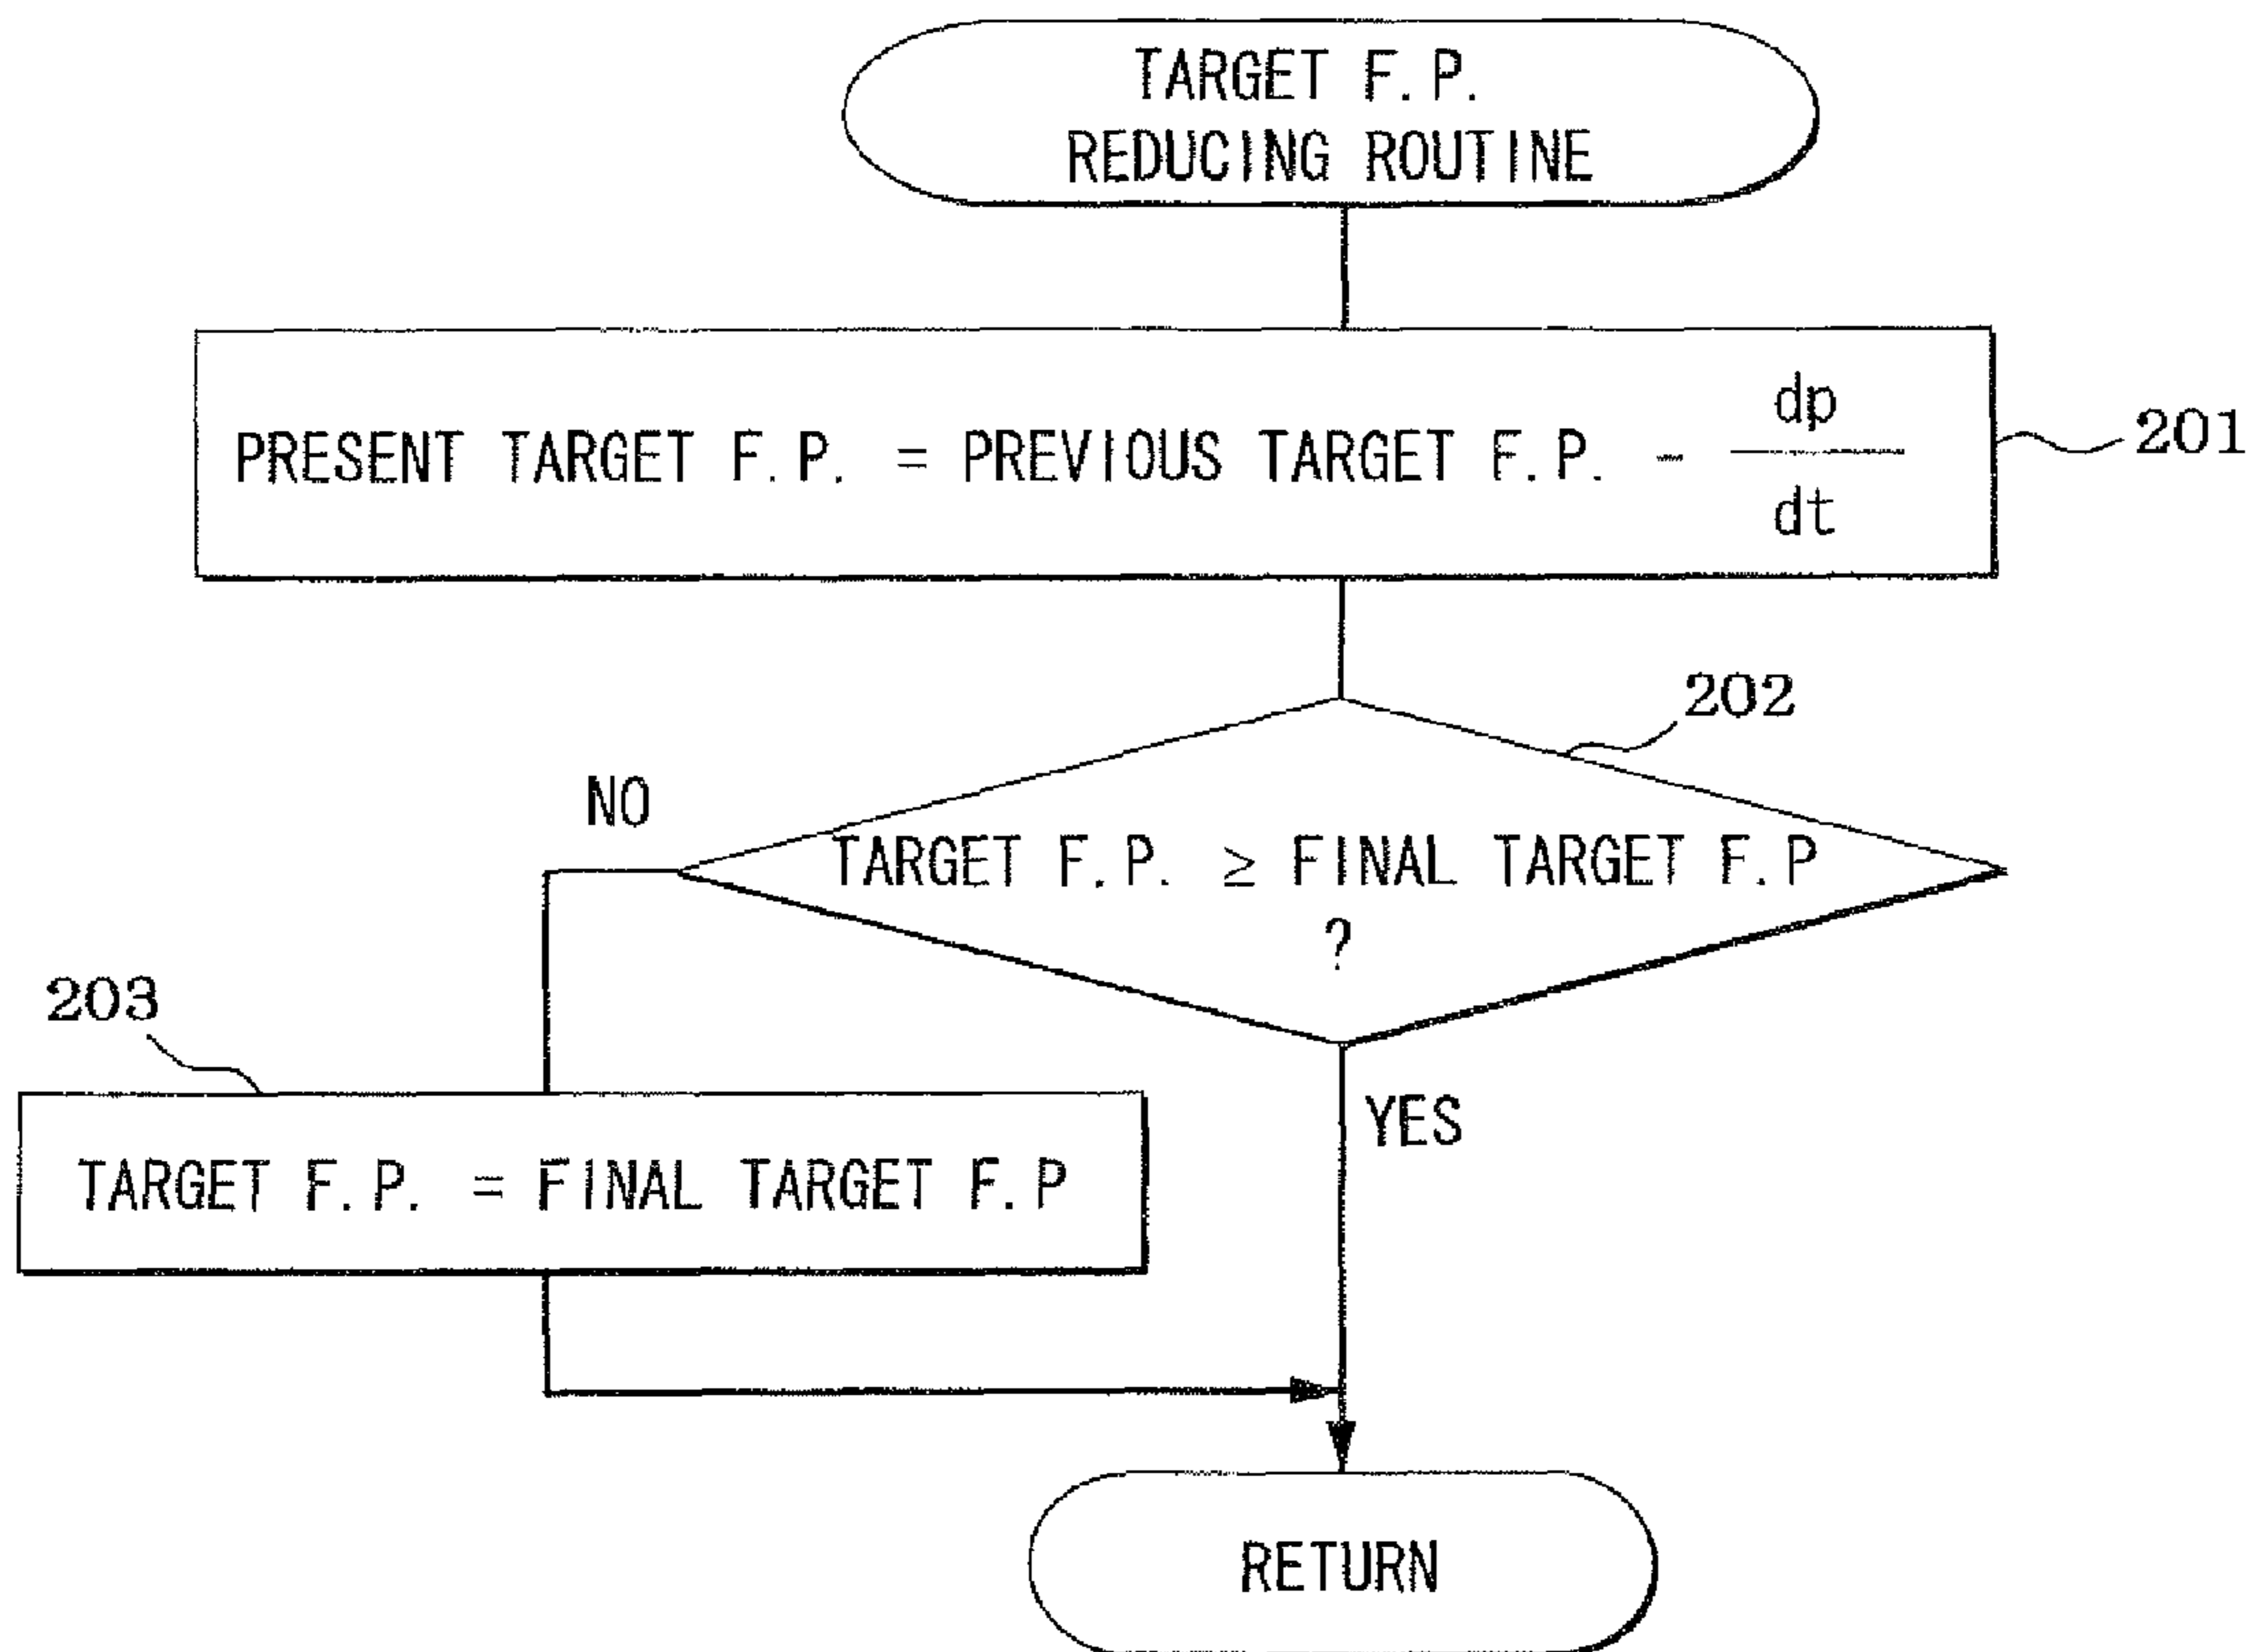 TARGET F.P.
REDUCING ROUTINE
PRESENT TARGET F.P. = PREVIOUS TARGET F.P. - dp/dt
201
202
NO
TARGET F.P. ≥ FINAL TARGET F.P
?
203
YES
TARGET F.P. = FINAL TARGET F.P
RETURN